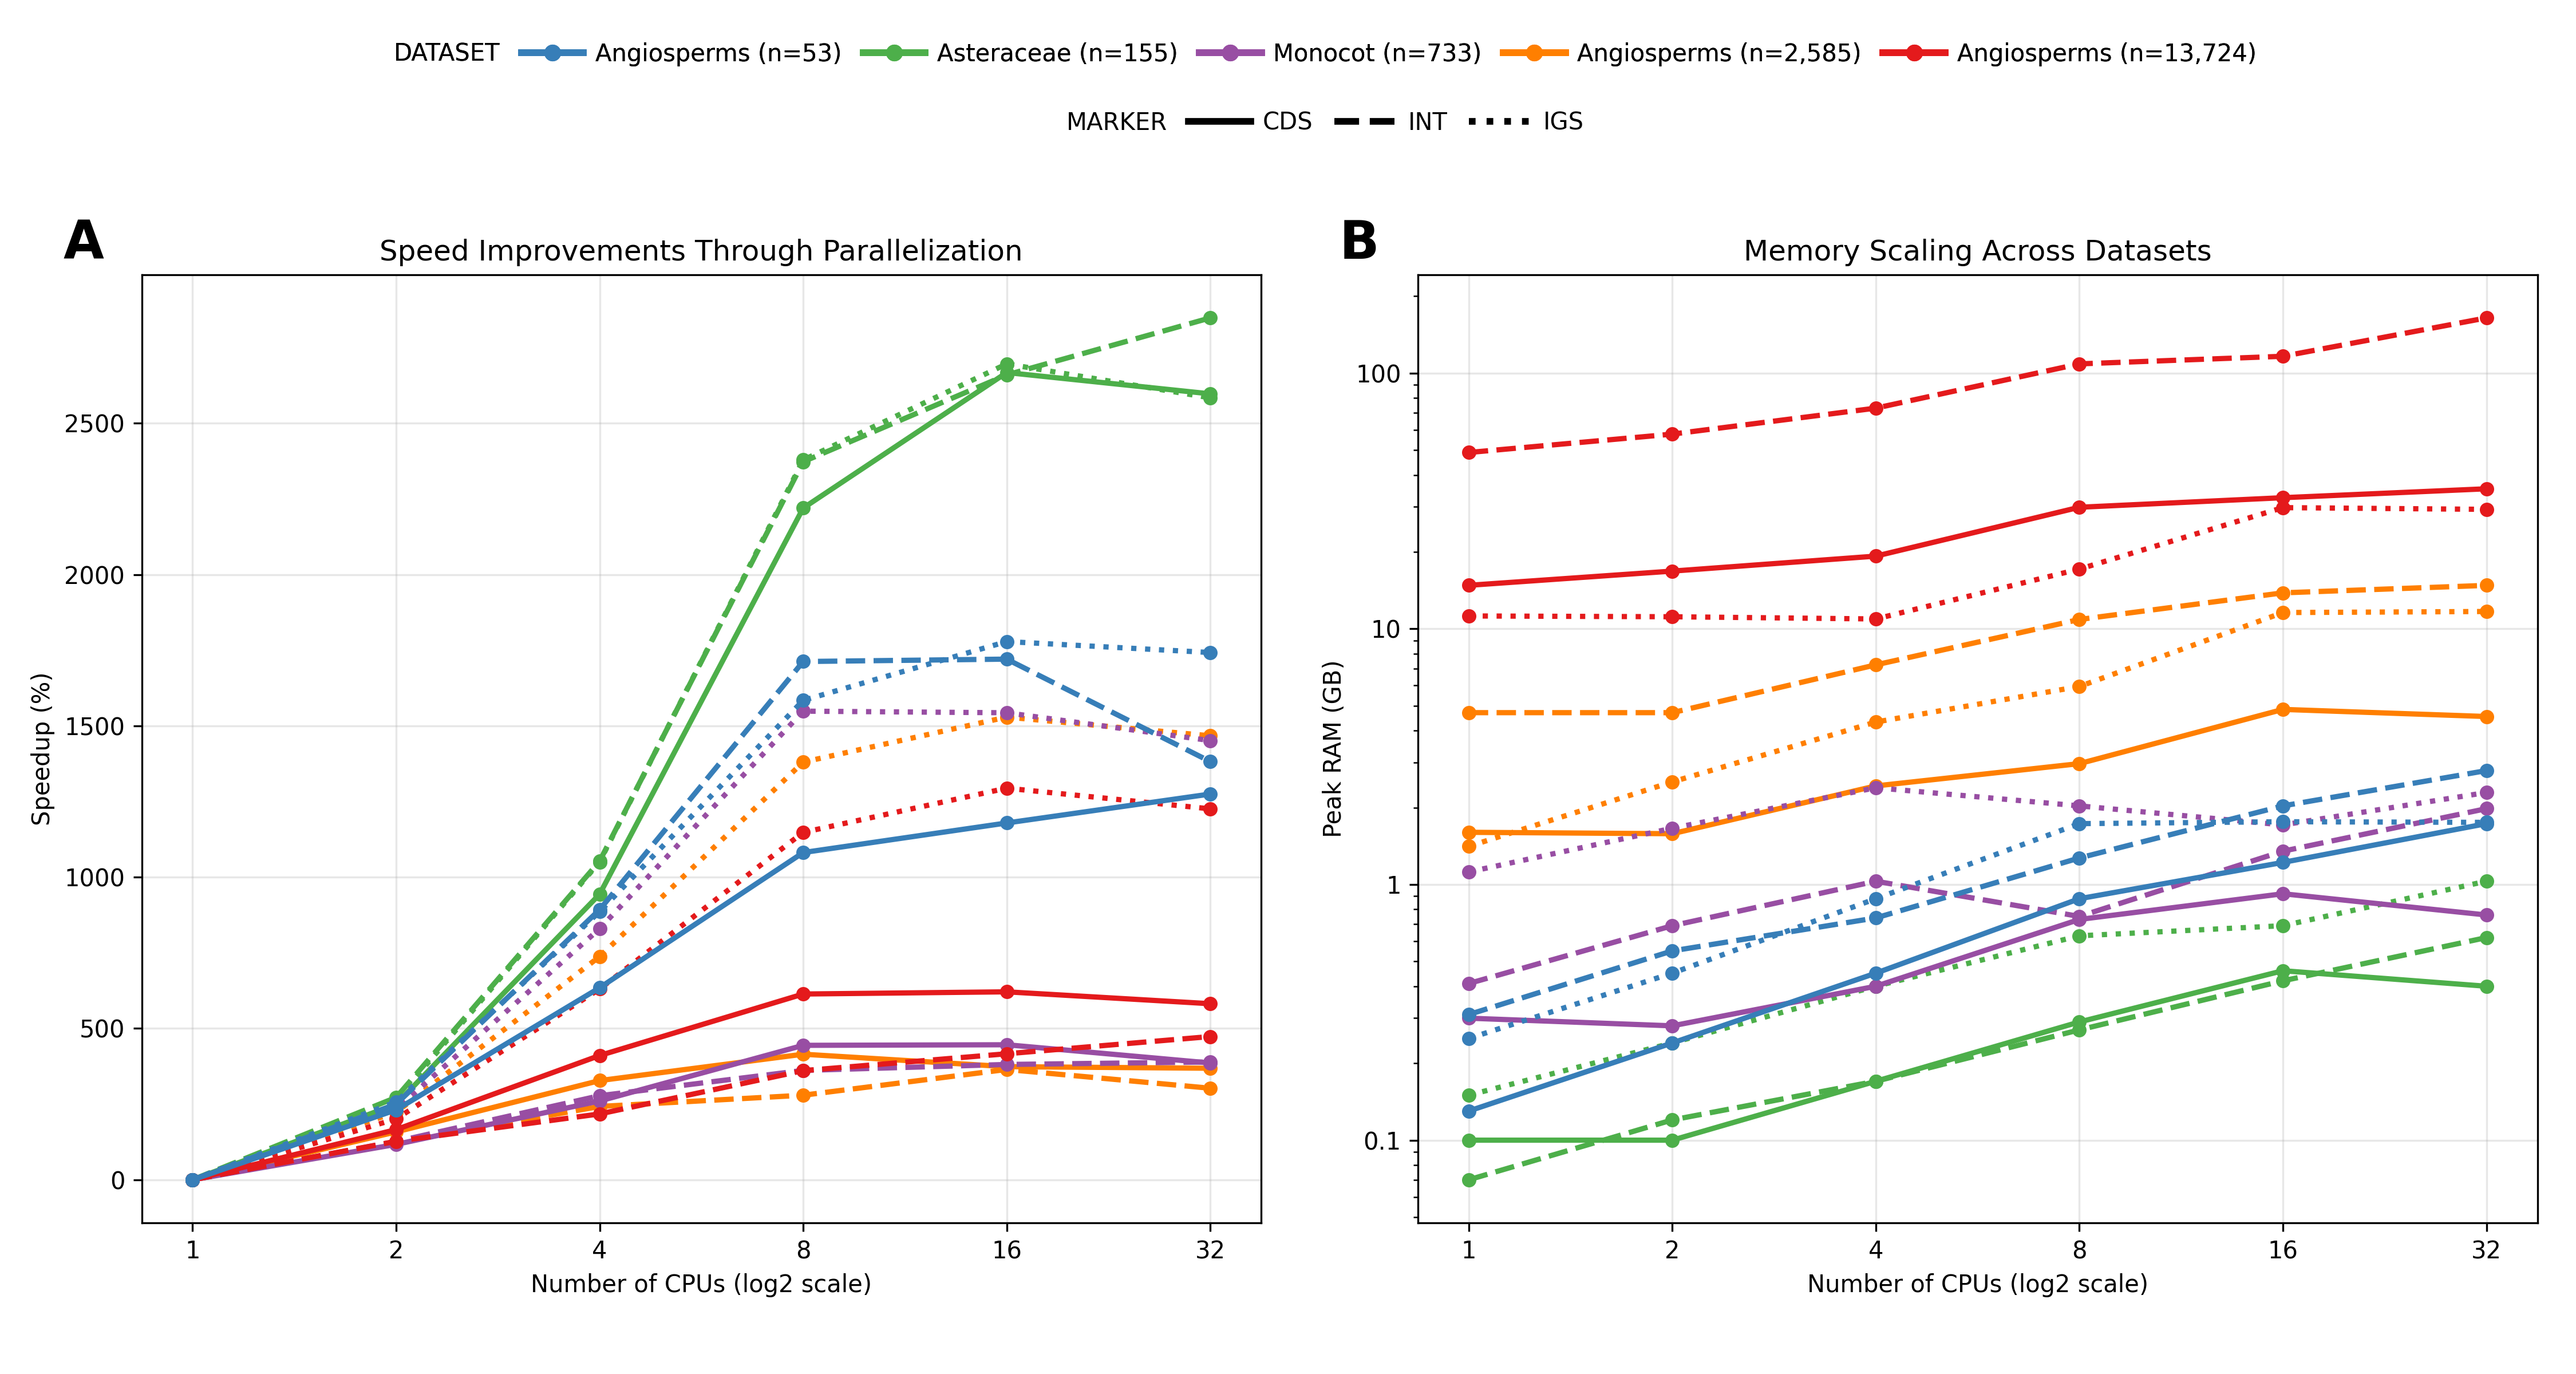 DATASET Angiosperms (n=53) Asteraceae (n=155) Monocot (n=733) Angiosperms (n=2,585) Angiosperms (n=13,724)
MARKER CDS INT IGS
A
Speed Improvements Through Parallelization
Speedup (%)
2500
2000
1500
1000
500
0
1 2 4 8 16 32
Number of CPUs (log2 scale)
B
Memory Scaling Across Datasets
Peak RAM (GB)
100
10
1
0.1
1 2 4 8 16 32
Number of CPUs (log2 scale)